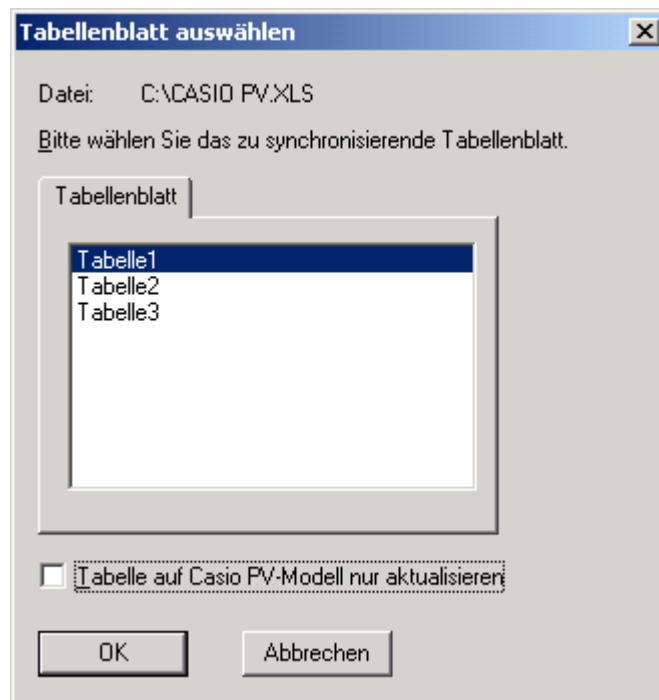 Tabellenblatt auswählen
Datei: C:\CASIO PV.XLS
Bitte wählen Sie das zu synchronisierende Tabellenblatt.
Tabellenblatt
Tabelle1
Tabelle2
Tabelle3
Tabelle auf Casio PV-Modell nur aktualisieren
OK Abbrechen